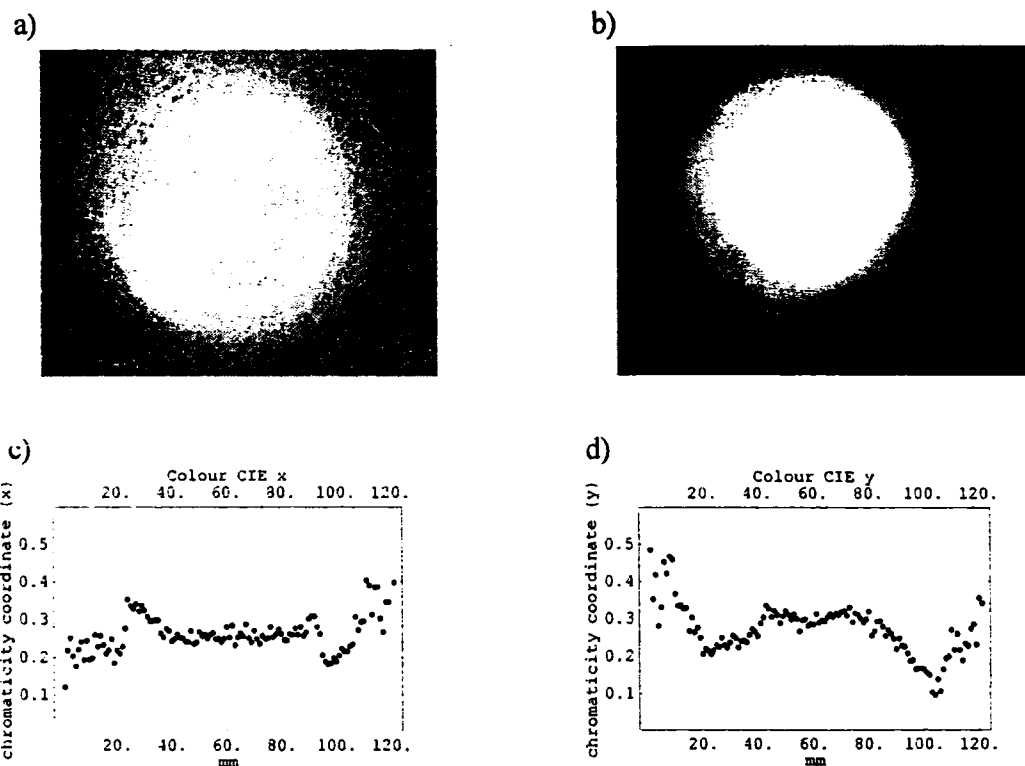 a)
b)
c)
Colour CIE x
20. 40. 60. 80. 100. 120.
chromaticity coordinate (x)
0.5
0.4
0.3
0.2
0.1
20. 40. 60. 80. 100. 120.
mm
d)
Colour CIE y
20. 40. 60. 80. 100. 120.
chromaticity coordinate (y)
0.5
0.4
0.3
0.2
0.1
20. 40. 60. 80. 100. 120.
mm